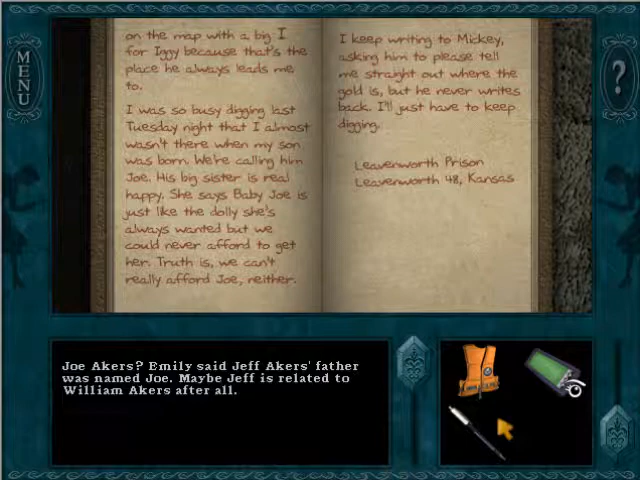 MENU
?
on the map with a big I
for Iggy because that's the
place he always leads me
to.
I was so busy digging last
Tuesday night that I almost
wasn't there when my son
was born. We're calling him
Joe. His big sister is real
happy. She says Baby Joe is
just like the dolly she's
always wanted but we
could never afford to get
her. Truth is, we can't
really afford Joe, neither.
I keep writing to Mickey,
asking him to please tell
me straight out where the
gold is, but he never writes
back. I'll just have to keep
digging.
Leavenworth Prison
Leavenworth 48, Kansas
Joe Akers? Emily said Jeff Akers' father
was named Joe. Maybe Jeff is related to
William Akers after all.